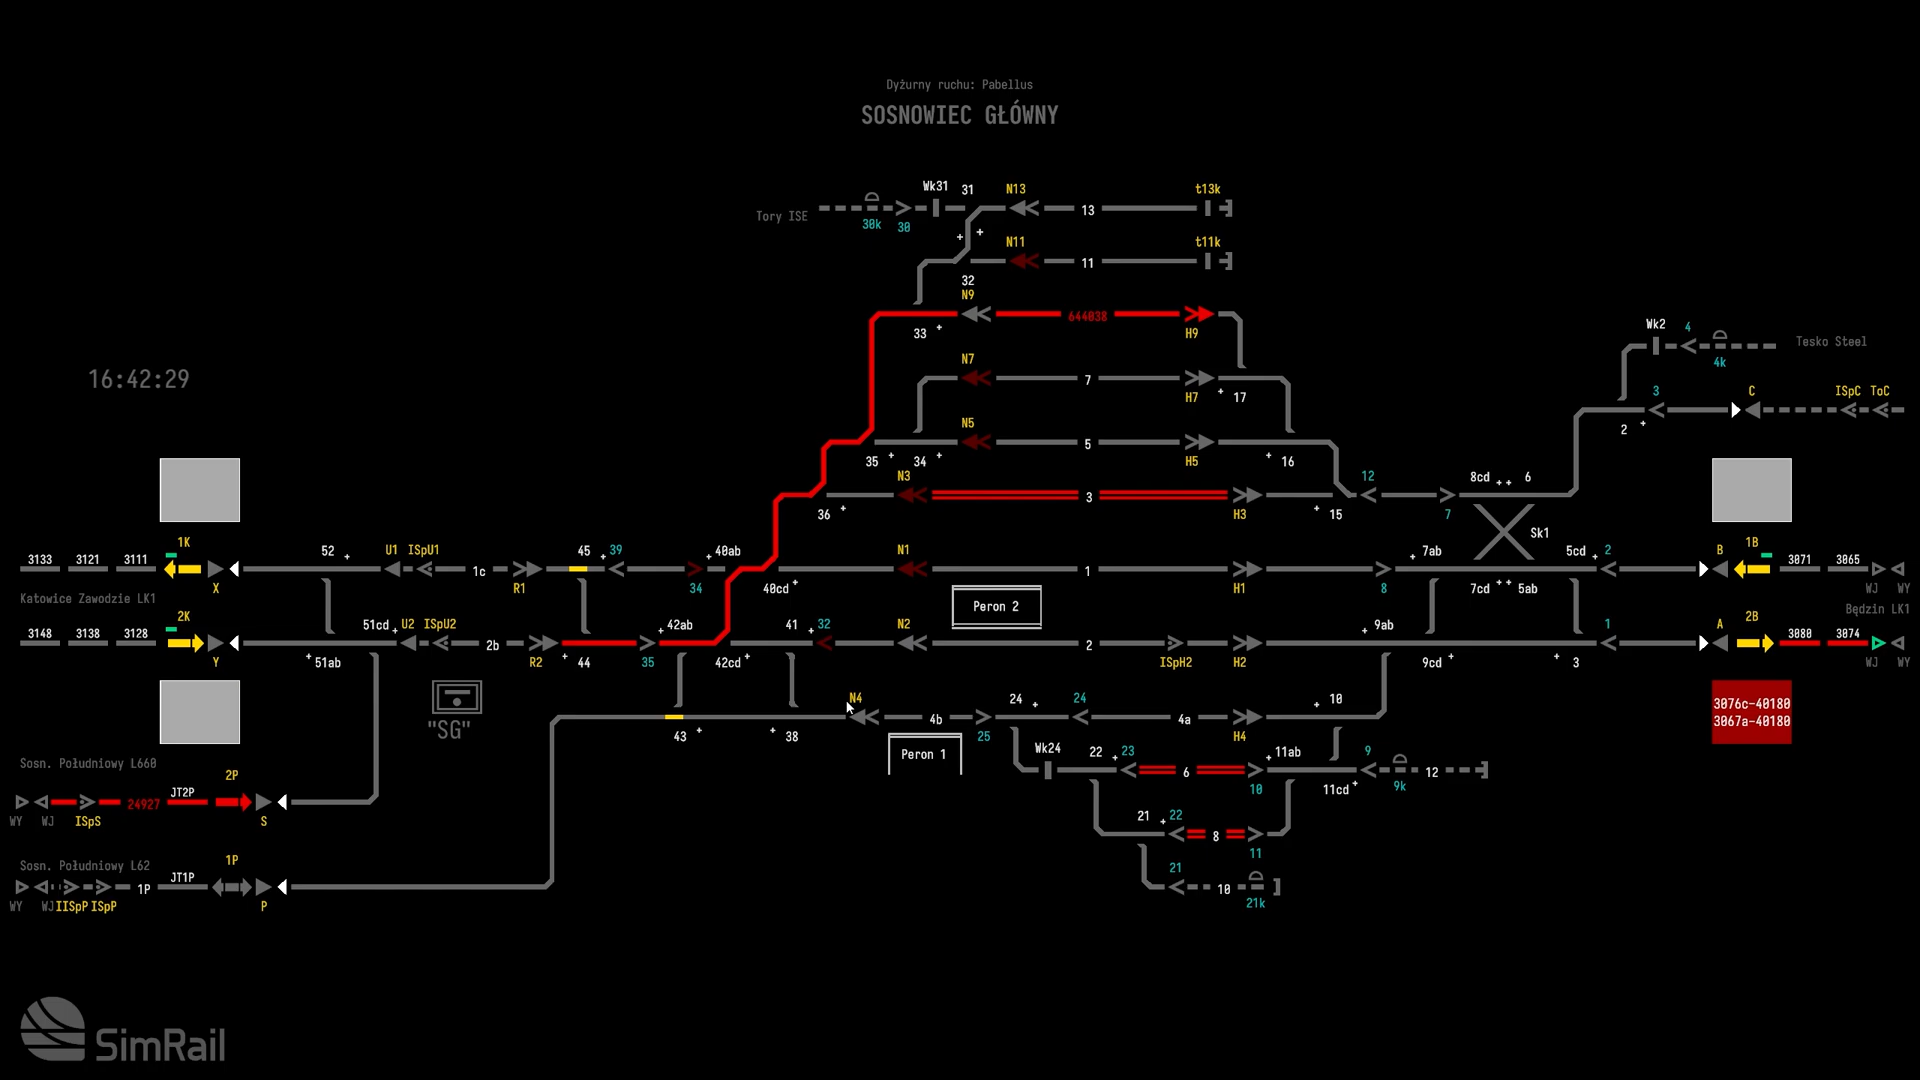 Dyżurny ruchu: Pabellus
SOSNOWIEC GŁÓWNY
Wk31 31 N13 t13k
Tory ISE 30k 30 13
N11 t11k
11
32
N9
33 644038 H9
Wk2 4 Tesko Steel
4k
N7
16:42:29
7
H7 17
3 C ISpC ToC
N5
2
5
35 34 H5 16
N3 12 8cd 6
3
36 H3 15 7
Sk1
1K 1B
3133 3121 3111 52 U1 ISpU1 45 39 40ab N1 7ab 5cd 2 B 3071 3065
1c 1
X R1 34 40cd H1 8 7cd 5ab WJ WY
Katowice Zawodzie LK1 Peron 2 Będzin LK1
2K 2B
3148 3138 3128 51cd U2 ISpU2 42ab 41 32 N2 9ab 1 A 3080 3074
2b 2
Y 51ab R2 44 35 42cd ISpH2 H2 9cd 3 WJ WY
"SG"
N4 24 24 10
4b 4a
43 38 25 H4
3076c-40180
3067a-40180
Peron 1 Wk24 22 23 11ab 9
6 12
10 11cd 9k
Sosn. Południowy L660
2P
24927 JT2P
WY WJ ISpS S
21 22
8
11
Sosn. Południowy L62
1P
1P JT1P
WY WJ IISpP ISpP P
21
10
21k
SimRail